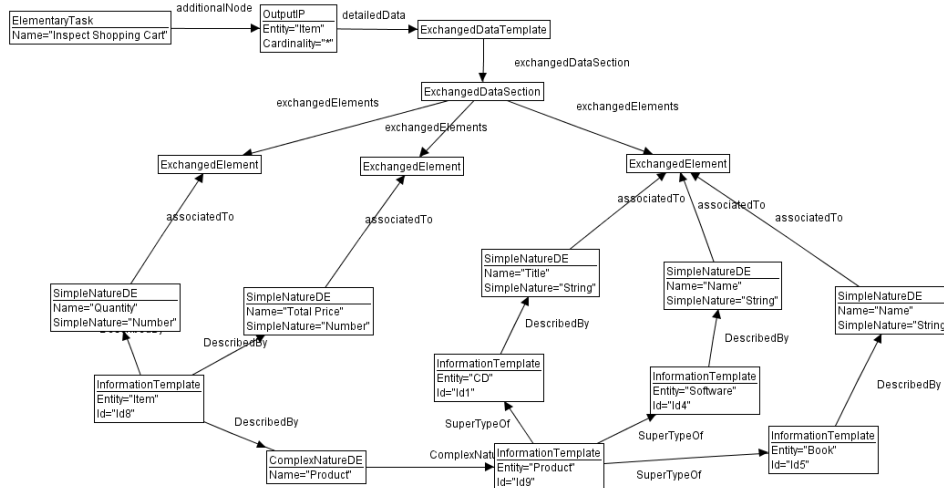 additionalNode
detailedData
ElementaryTask
Name="Inspect Shopping Cart"
OutputIP
Entity="Item"
Cardinality="*"
ExchangedDataTemplate
exchangedDataSection
ExchangedDataSection
exchangedElements
exchangedElements
exchangedElements
ExchangedElement
ExchangedElement
ExchangedElement
associatedTo
associatedTo
associatedTo
associatedTo
associatedTo
SimpleNatureDE
Name="Quantity"
SimpleNature="Number"
SimpleNatureDE
Name="Total Price"
SimpleNature="Number"
SimpleNatureDE
Name="Title"
SimpleNature="String"
SimpleNatureDE
Name="Name"
SimpleNature="String"
SimpleNatureDE
Name="Name"
SimpleNature="String
DescribedBy
DescribedBy
DescribedBy
DescribedBy
DescribedBy
InformationTemplate
Entity="Item"
Id="Id8"
InformationTemplate
Entity="CD"
Id="Id1"
InformationTemplate
Entity="Software"
Id="Id4"
DescribedBy
SuperTypeOf
SuperTypeOf
SuperTypeOf
ComplexNatureDE
Name="Product"
ComplexNatu
InformationTemplate
Entity="Product"
Id="Id9"
InformationTemplate
Entity="Book"
Id="Id5"